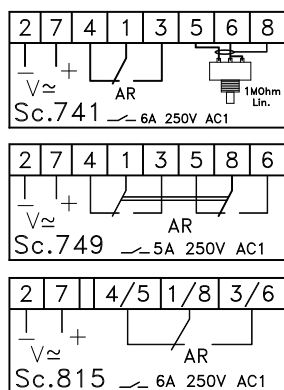 2 7 4 1 3 5 6 8
− V≃ + AR 1MOhm
Lin.
Sc.741 6A 250V AC1
2 7 4 1 3 5 8 6
− V≃ + AR
Sc.749 5A 250V AC1
2 7 4/5 1/8 3/6
− V≃ + AR
Sc.815 6A 250V AC1